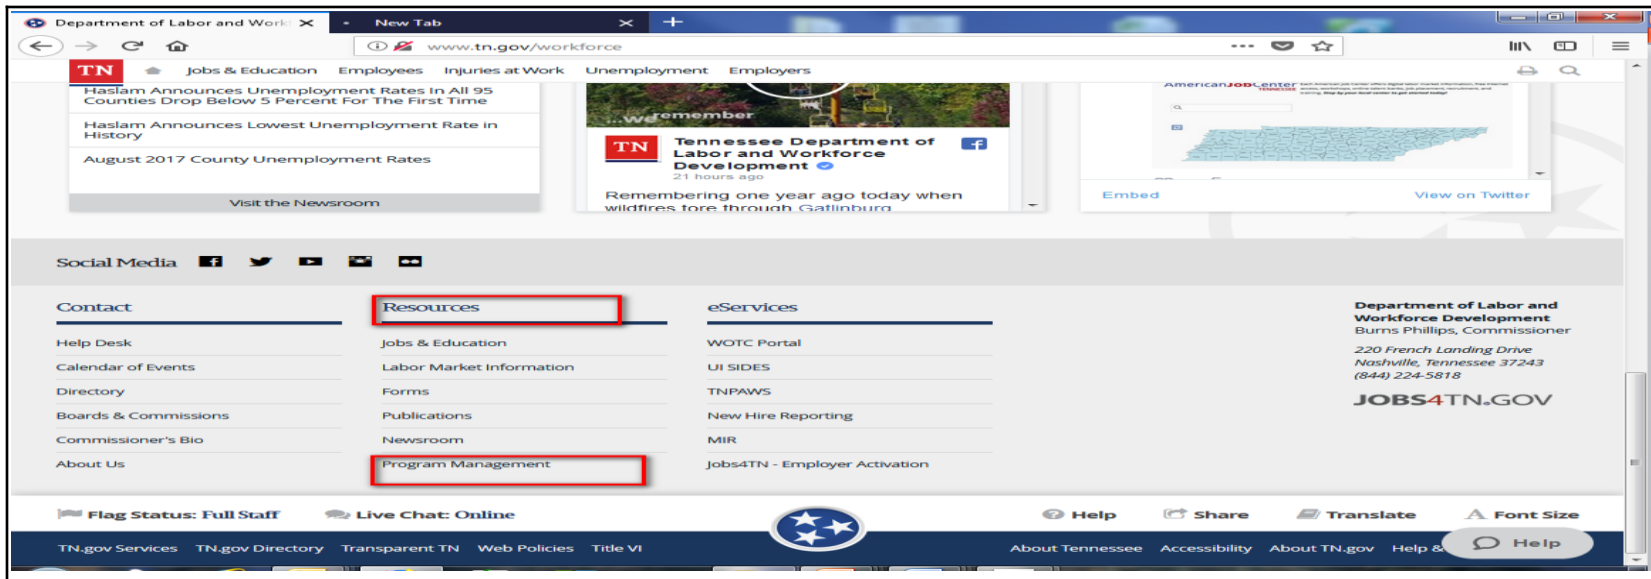 Department of Labor and Work
New Tab
www.tn.gov/workforce
TN Jobs & Education Employees Injuries at Work Unemployment Employers
Haslam Announces Unemployment Rates In All 95
Counties Drop Below 5 Percent For The First Time
Haslam Announces Lowest Unemployment Rate in
History
August 2017 County Unemployment Rates
Visit the Newsroom
...we remember
TN
Tennessee Department of
Labor and Workforce
Development
21 hours ago
Remembering one year ago today when
wildfires tore through Gatlinburg
AmericanJobCenter
TENNESSEE
Embed View on Twitter
Social Media
Contact
Help Desk
Calendar of Events
Directory
Boards & Commissions
Commissioner's Bio
About Us
Resources
Jobs & Education
Labor Market Information
Forms
Publications
Newsroom
Program Management
eServices
WOTC Portal
UI SIDES
TNPAWS
New Hire Reporting
MIR
Jobs4TN - Employer Activation
Department of Labor and
Workforce Development
Burns Phillips, Commissioner
220 French Landing Drive
Nashville, Tennessee 37243
(844) 224-5818
JOBS4TN.GOV
Flag Status: Full Staff Live Chat: Online
Help Share Translate Font Size
TN.gov Services TN.gov Directory Transparent TN Web Policies Title VI
About Tennessee Accessibility About TN.gov Help &
Help